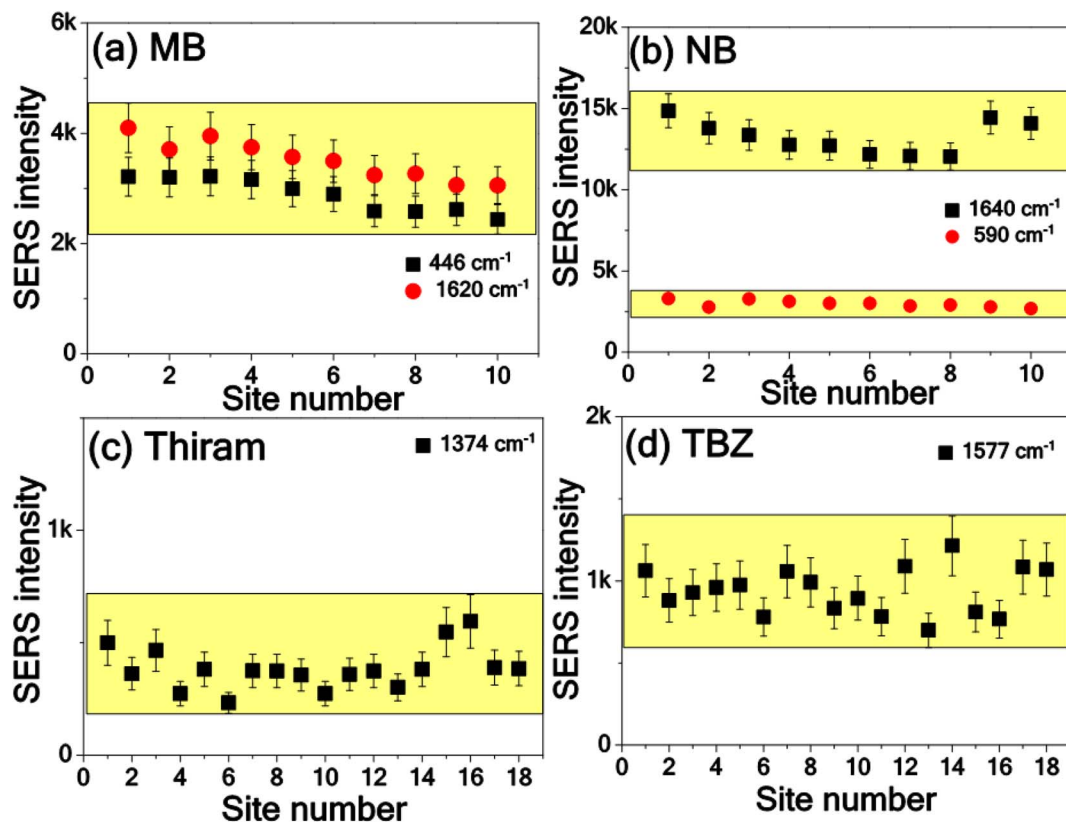 (a) MB
6k
4k
2k
0
SERS intensity
446 cm⁻¹
1620 cm⁻¹
0 2 4 6 8 10
Site number
(b) NB
20k
15k
10k
5k
0
SERS intensity
1640 cm⁻¹
590 cm⁻¹
0 2 4 6 8 10
Site number
(c) Thiram
1374 cm⁻¹
1k
0
SERS intensity
0 2 4 6 8 10 12 14 16 18
Site number
(d) TBZ
1577 cm⁻¹
2k
1k
0
SERS intensity
0 2 4 6 8 10 12 14 16 18
Site number